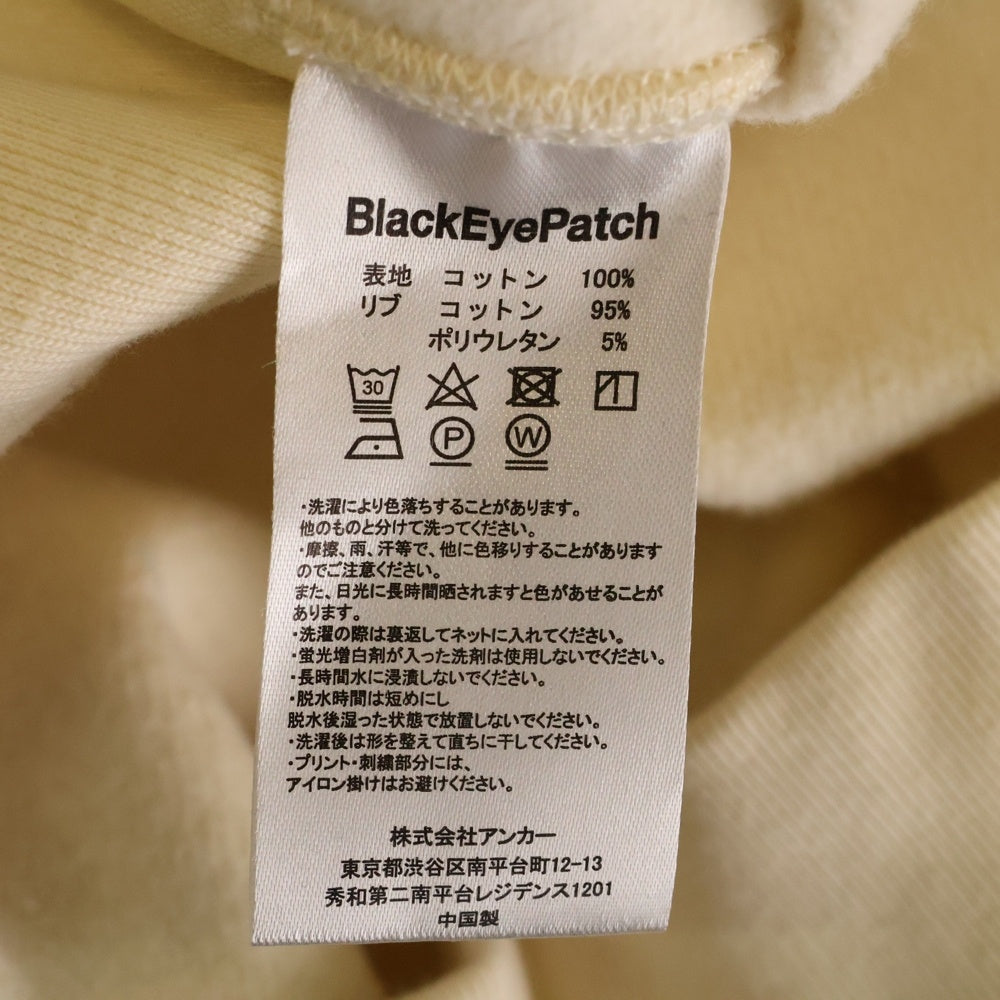 BlackEyePatch
表地 コットン 100%
リブ コットン 95%
ポリウレタン 5%
30
P W
・洗濯により色落ちすることがあります。
他のものと分けて洗ってください。
・摩擦、雨、汗等で、他に色移りすることがあります
のでご注意ください。
また、日光に長時間晒されますと色があせることが
あります。
・洗濯の際は裏返してネットに入れてください。
・蛍光増白剤が入った洗剤は使用しないでください。
・長時間水に浸漬しないでください。
・脱水時間は短めにし
脱水後湿った状態で放置しないでください。
・洗濯後は形を整えて直ちに干してください。
・プリント・刺繍部分には、
アイロン掛けはお避けください。
株式会社アンカー
東京都渋谷区南平台町12-13
秀和第二南平台レジデンス1201
中国製